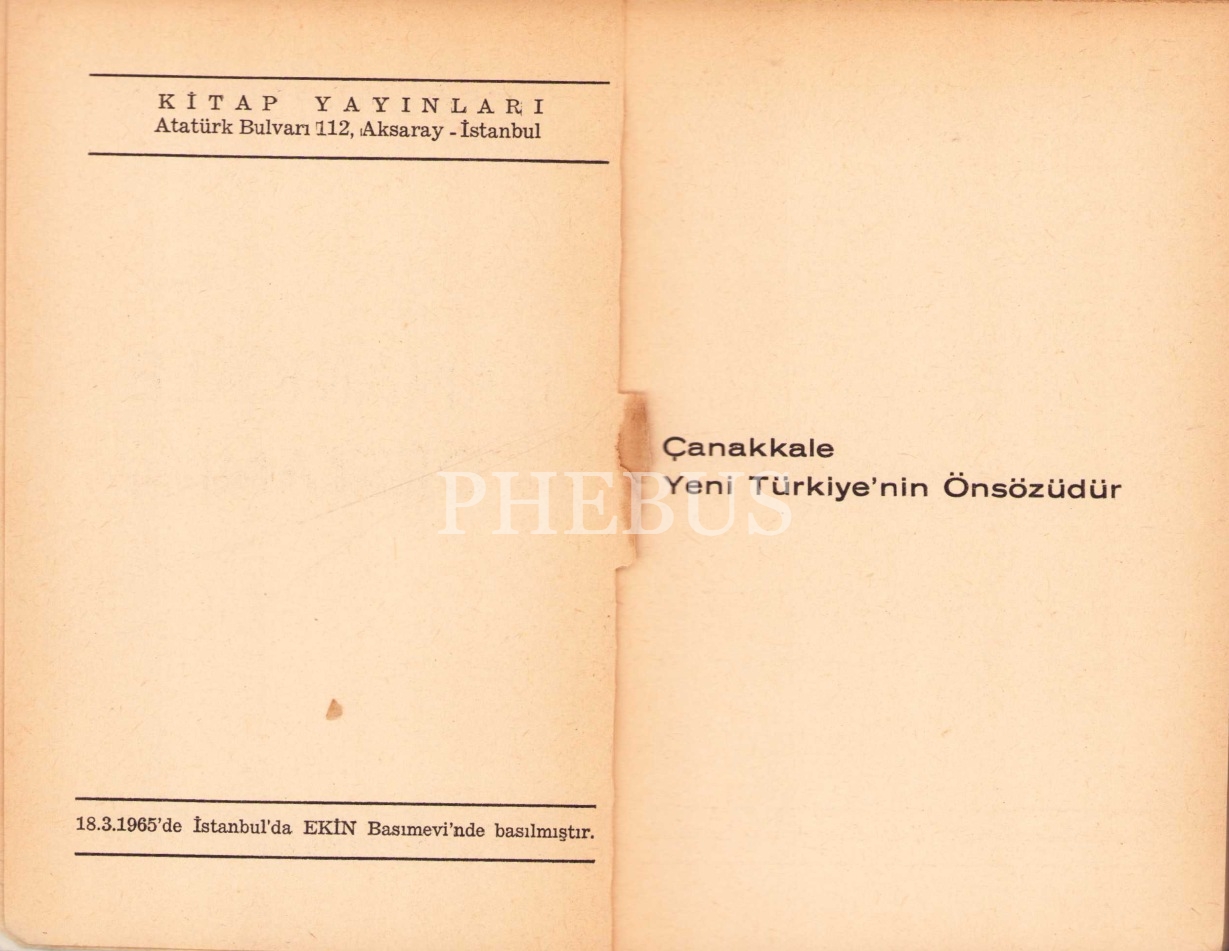 KİTAP YAYINLARI
Atatürk Bulvarı 112, Aksaray - İstanbul
18.3.1965'de İstanbul'da EKİN Basımevi'nde basılmıştır.
Çanakkale
Yeni Türkiye'nin Önsözüdür
PHEBUS